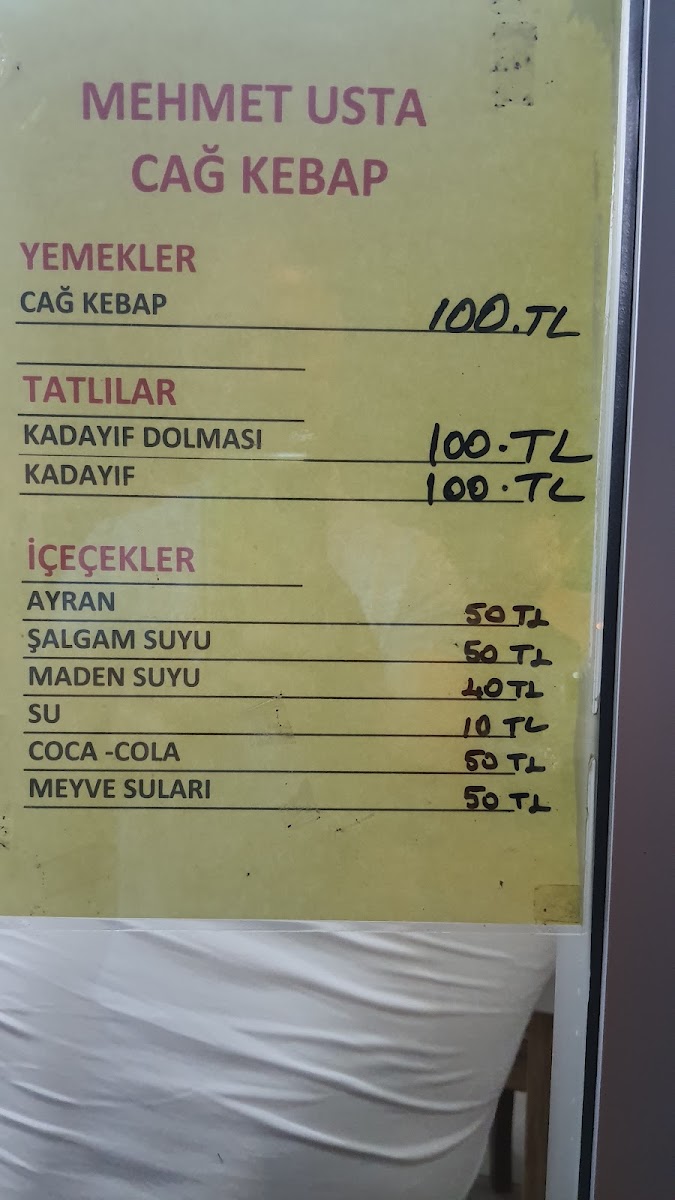 MEHMET USTA
CAĞ KEBAP
YEMEKLER
CAĞ KEBAP 100.TL
TATLILAR
KADAYIF DOLMASI 100.TL
KADAYIF 100.TL
İÇEÇEKLER
AYRAN 50 TL
ŞALGAM SUYU 50 TL
MADEN SUYU 40 TL
SU 10 TL
COCA -COLA 50 TL
MEYVE SULARI 50 TL